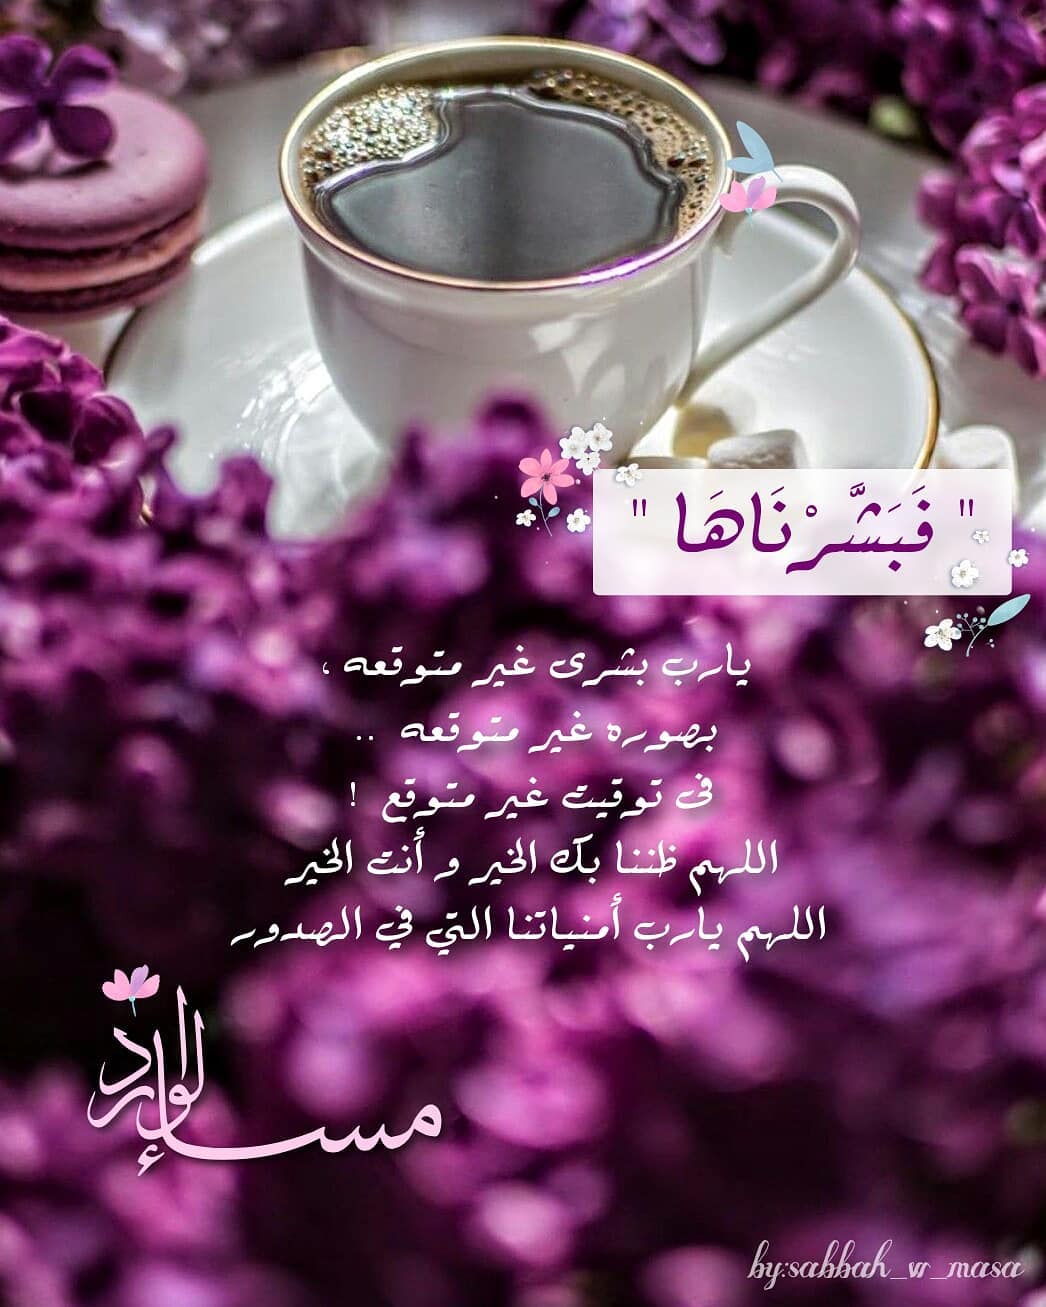 " فَبَشَّرْنَاهَا "
يارب بشرى غير متوقعه ،
بصوره غير متوقعه ..
فى توقيت غير متوقع !
اللهم ظننا بك الخير و أنت الخير
اللهم يارب أمنياتنا التي في الصدور
مساء الورد
by:sabbah_w_masa